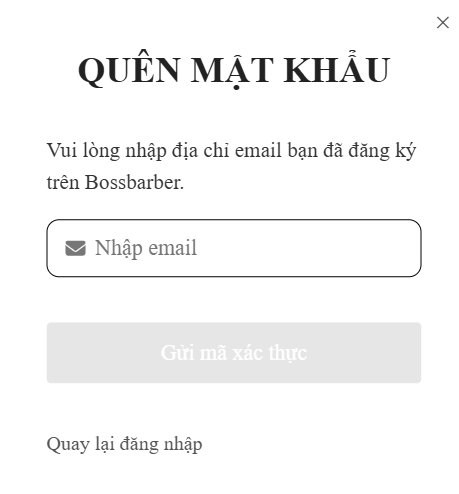 QUÊN MẬT KHẨU
Vui lòng nhập địa chỉ email bạn đã đăng ký
trên Bossbarber.
Nhập email
Gửi mã xác thực
Quay lại đăng nhập